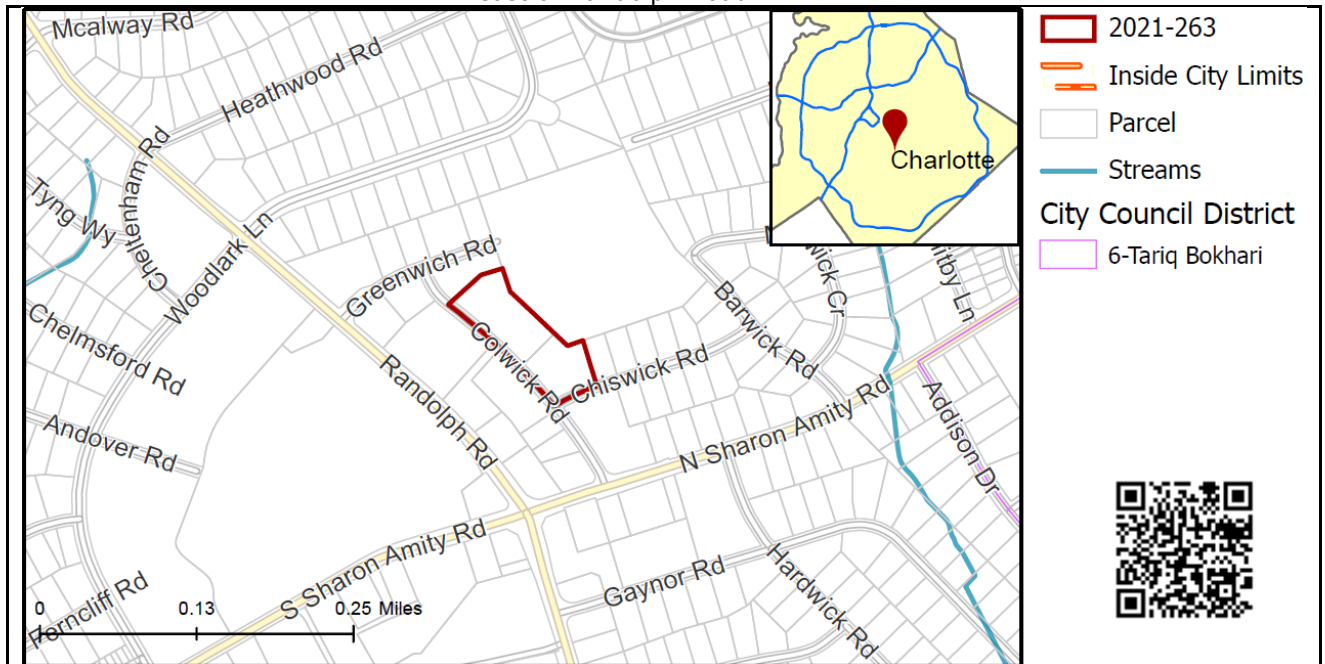 Mcalway Rd
Heathwood Rd
Cheltenham Rd
Tyng Wy
Woodlark Ln
Greenwich Rd
Chelmsford Rd
Colwick Rd
Chiswick Rd
Barwick Rd
Randolph Rd
Andover Rd
N Sharon Amity Rd
Addison Dr
S Sharon Amity Rd
Gaynor Rd
Hardwick Rd
Ferncliff Rd
0 0.13 0.25 Miles
Charlotte
2021-263
Inside City Limits
Parcel
Streams
City Council District
6-Tariq Bokhari